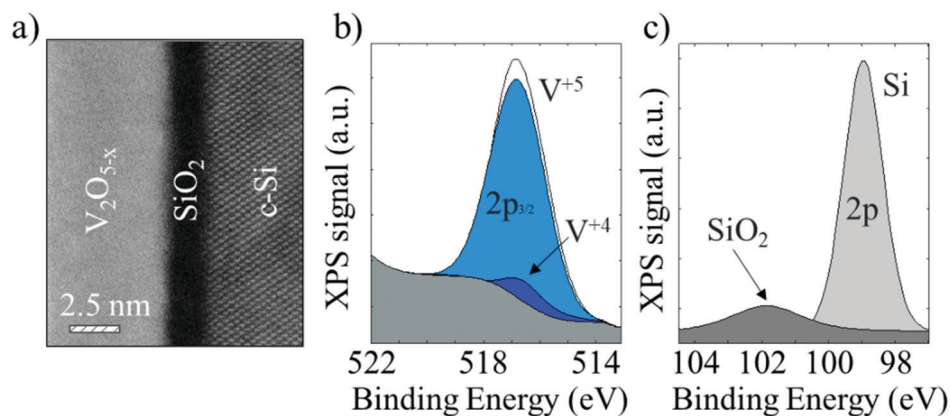 a)
V₂O₅₋ₓ
SiO₂
c-Si
2.5 nm
b)
XPS signal (a.u.)
V⁺⁵
2p₃/₂
V⁺⁴
522
518
514
Binding Energy (eV)
c)
XPS signal (a.u.)
Si
2p
SiO₂
104
102
100
98
Binding Energy (eV)